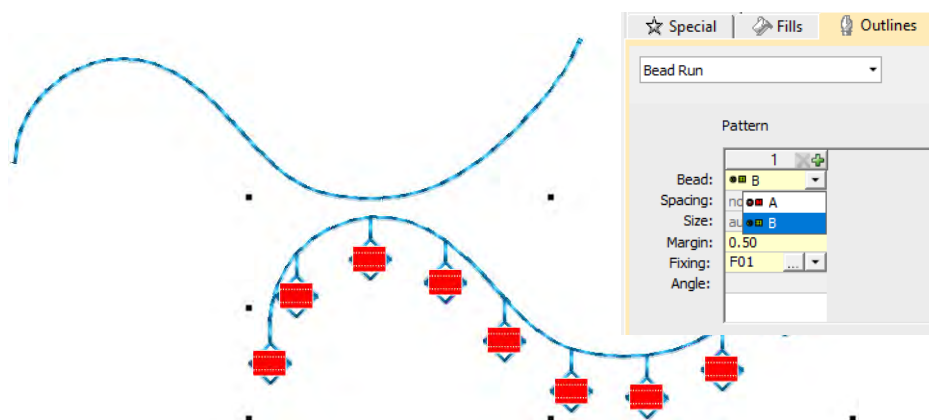 Special Fills Outlines
Bead Run
Pattern
1
Bead: B
Spacing: A
Size: B
Margin: 0.50
Fixing: F01 ...
Angle: